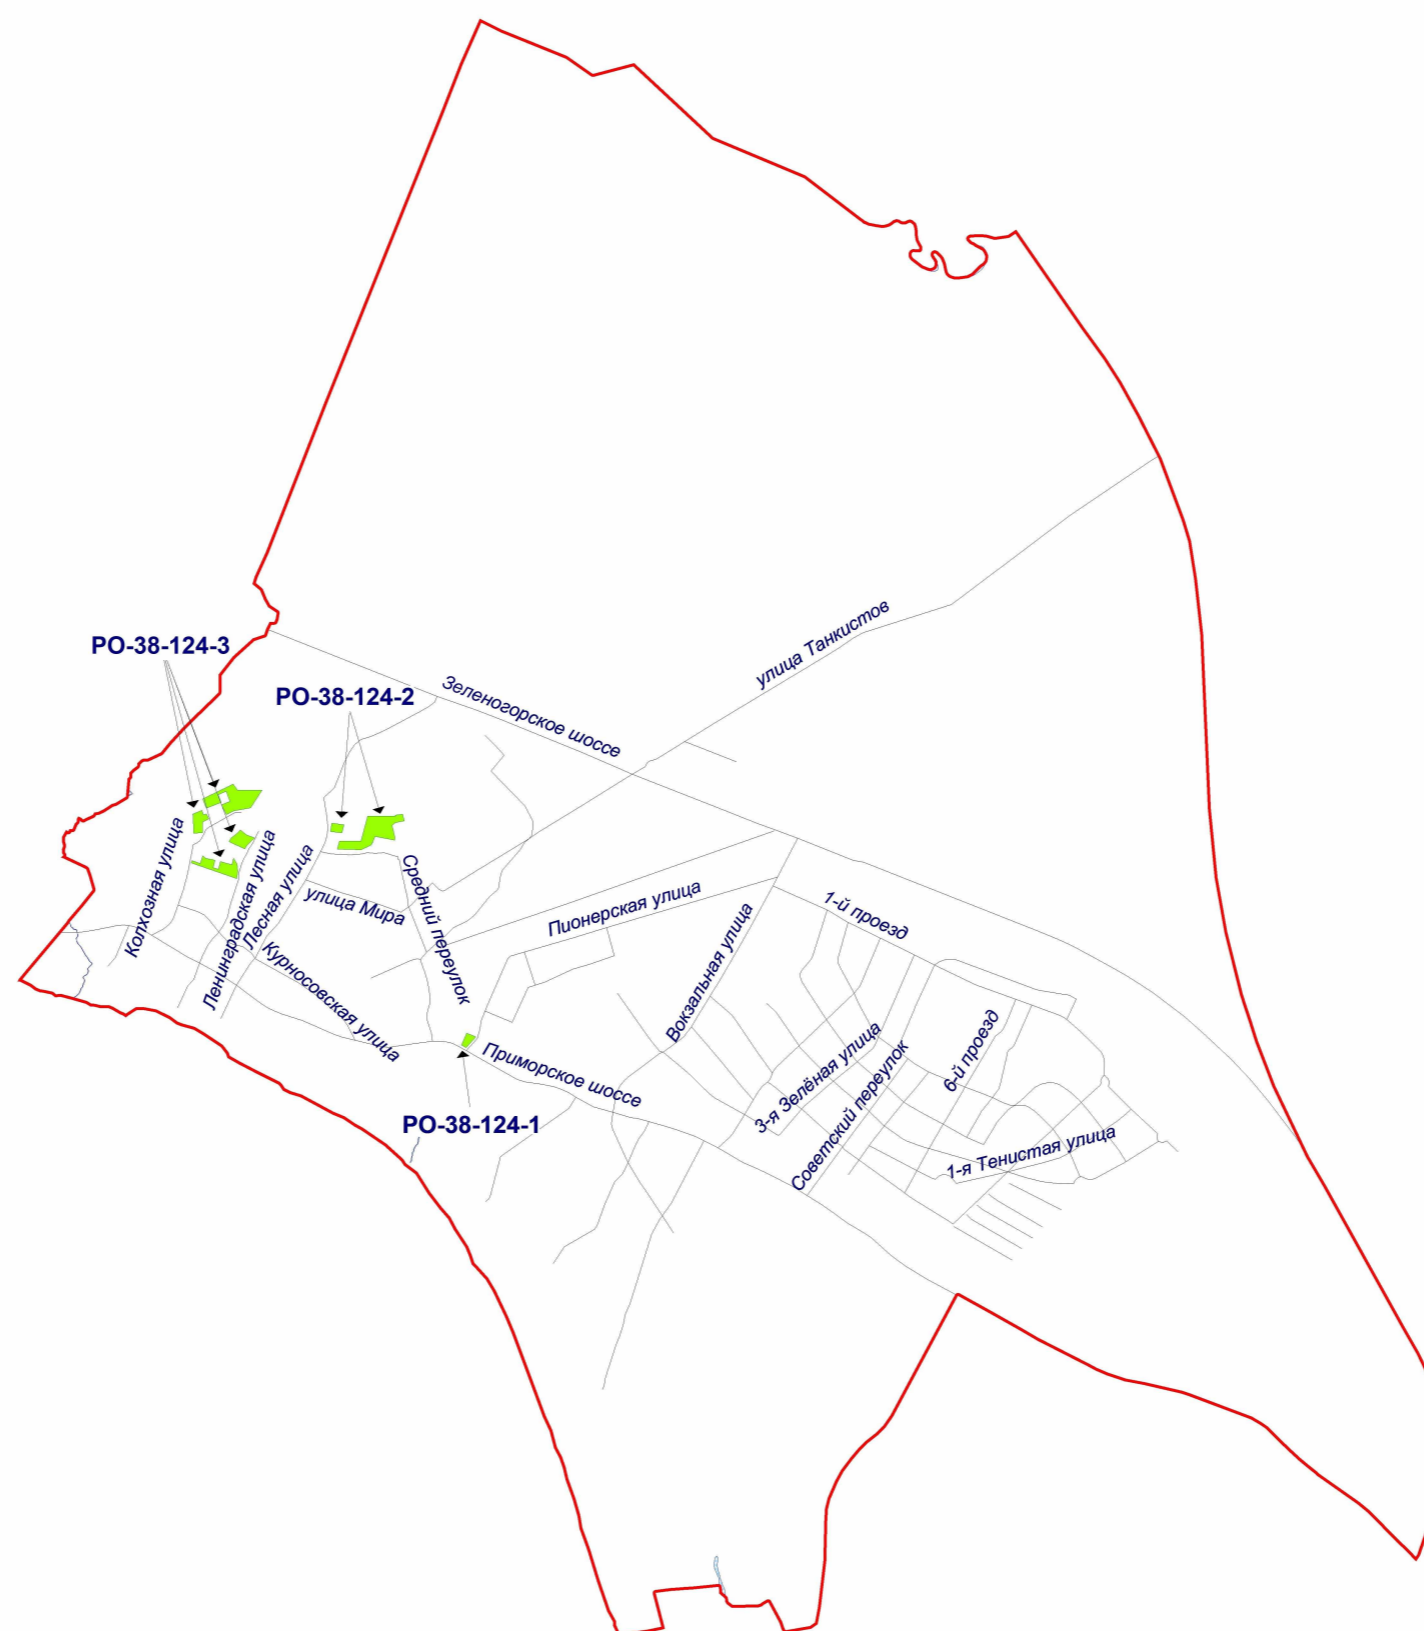 улица Танкистов
РО-38-124-3
РО-38-124-2
Зеленогорское шоссе
Колхозная улица
Ленинградская улица
Лесная улица
улица Мира
Средний переулок
Пионерская улица
1-й проезд
Вокзальная улица
Курносовская улица
Приморское шоссе
3-я Зелёная улица
Советский переулок
6-й проезд
РО-38-124-1
1-я Тенистая улица